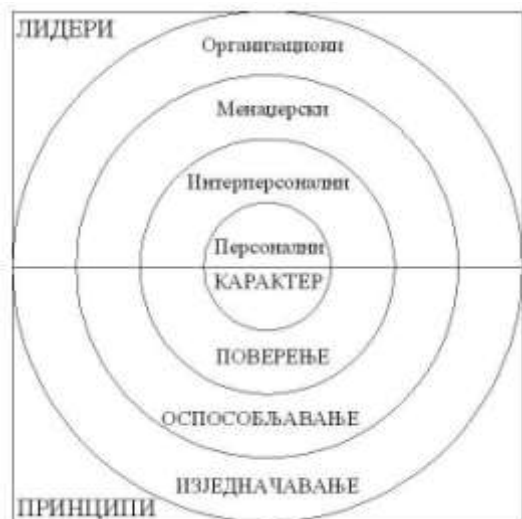 ЛИДЕРИ
Организациони
Менаџерски
Интерперсонални
Персонални
КАРАКТЕР
ПОВЕРЕЊЕ
ОСПОСОБЉАВАЊЕ
ИЗЈЕДНАЧАВАЊЕ
ПРИНЦИПИ